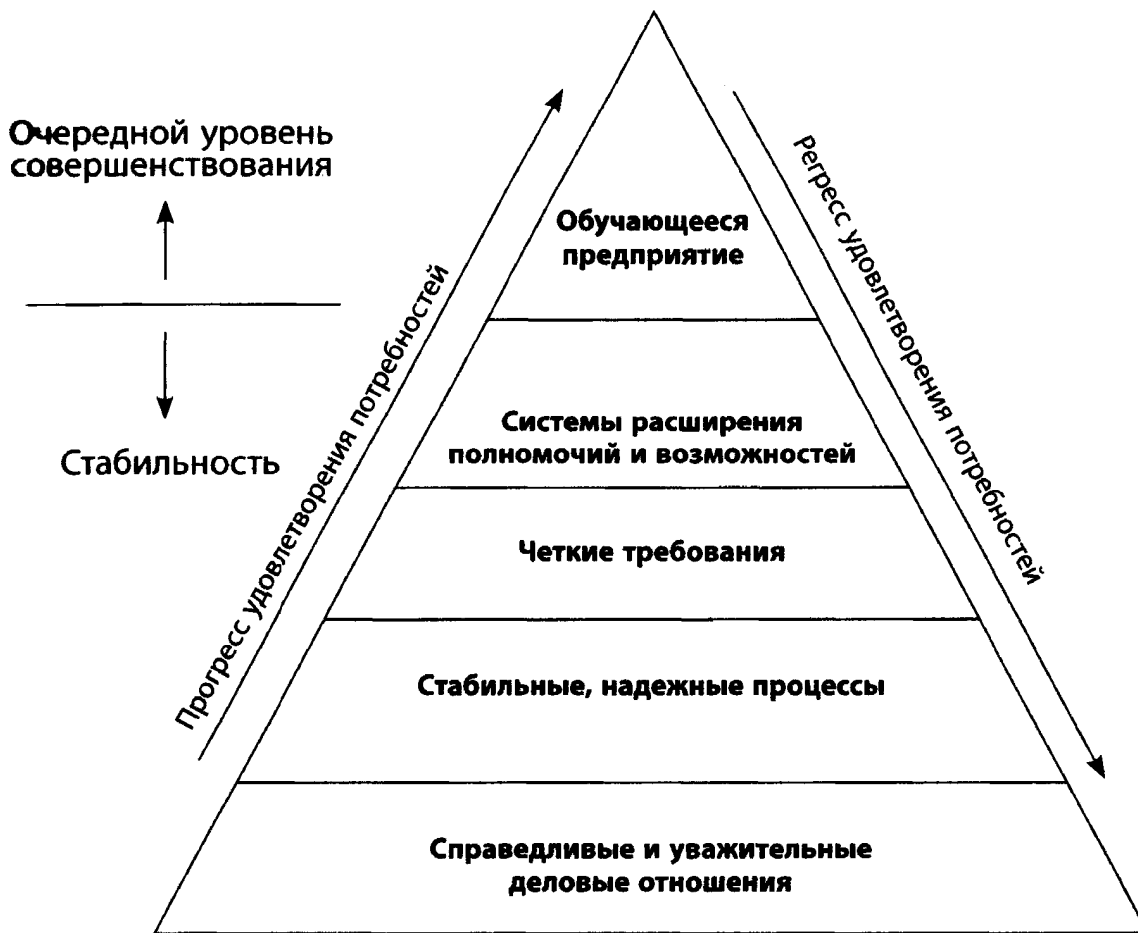 Очередной уровень
совершенствования
Стабильность
Прогресс удовлетворения потребностей
Регресс удовлетворения потребностей
Обучающееся
предприятие
Системы расширения
полномочий и возможностей
Четкие требования
Стабильные, надежные процессы
Справедливые и уважительные
деловые отношения